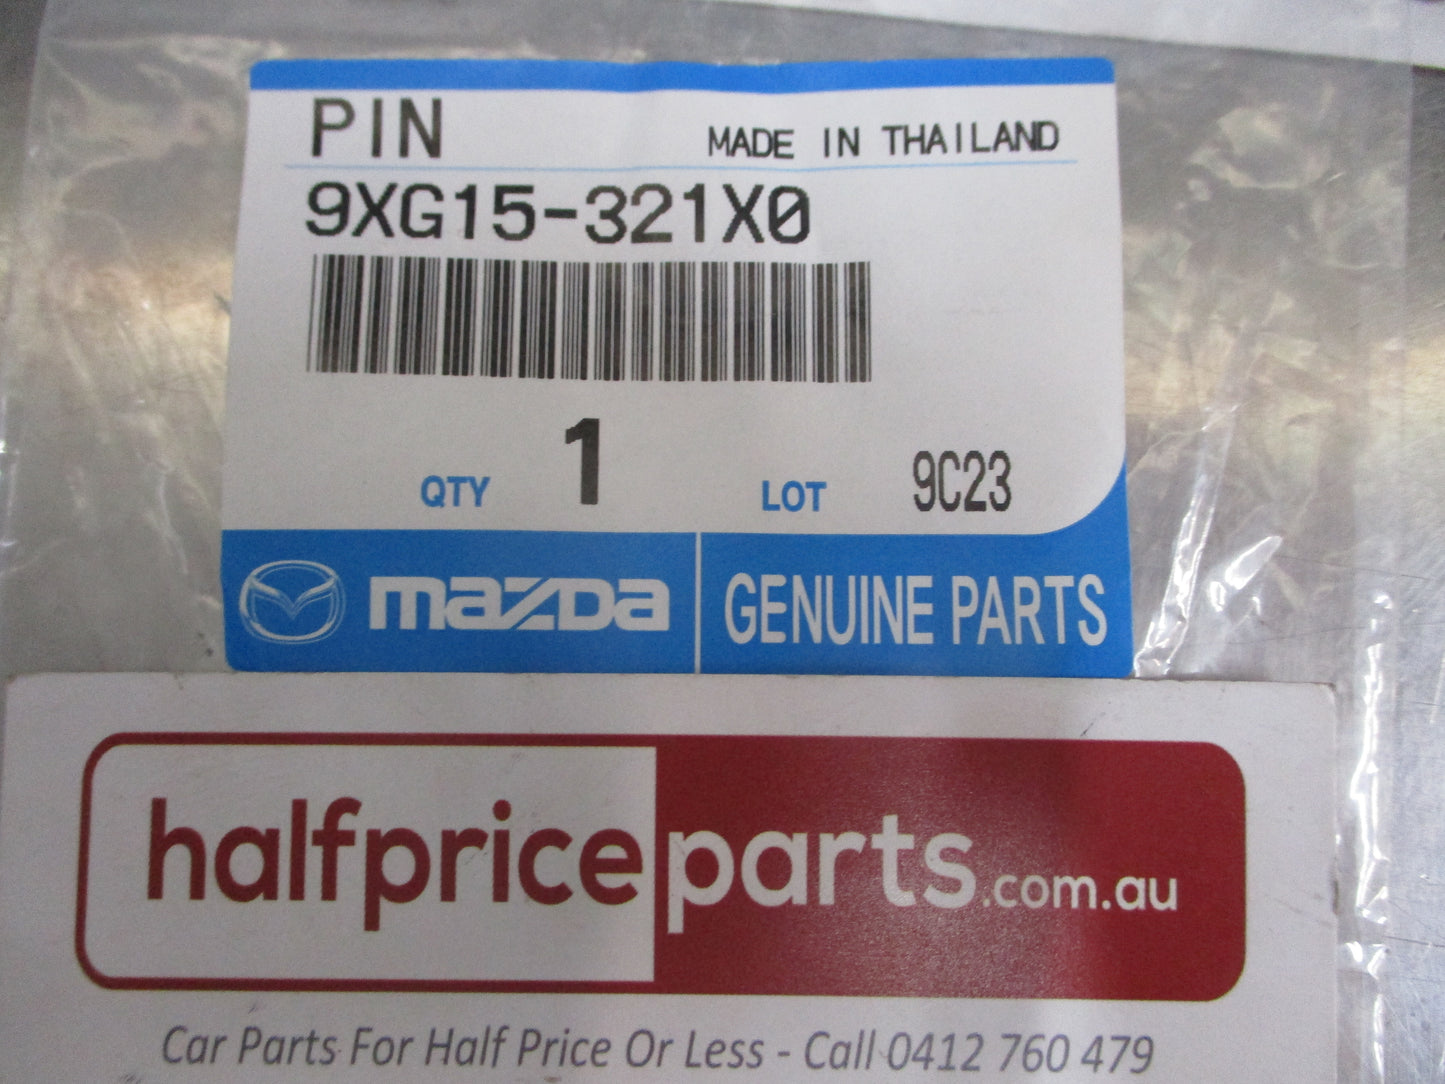 PIN
MADE IN THAILAND
9XG15-321X0
QTY 1 LOT 9C23
mazda GENUINE PARTS
halfpriceparts.com.au
Car Parts For Half Price Or Less - Call 0412 760 479